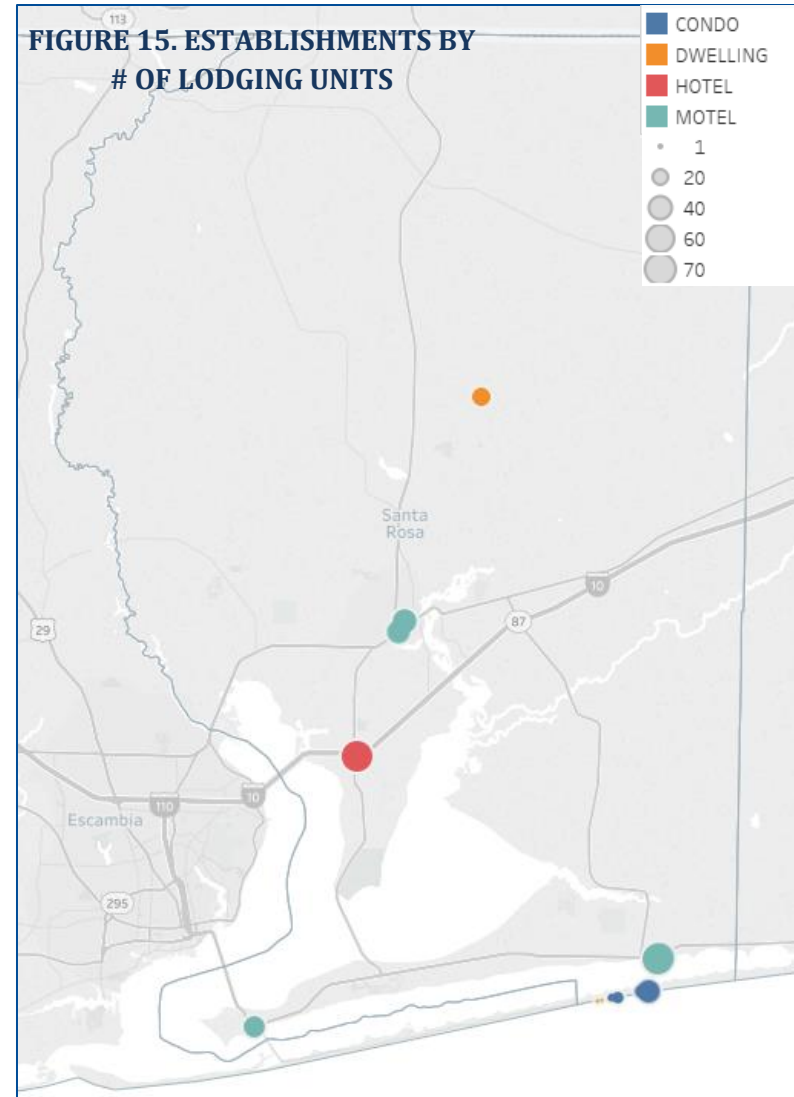 113
FIGURE 15. ESTABLISHMENTS BY
# OF LODGING UNITS
CONDO
DWELLING
HOTEL
MOTEL
1
20
40
60
70
Santa
Rosa
10
87
29
10
110
Escambia
295